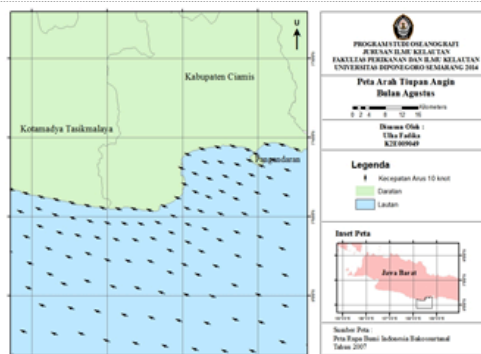 U
Kabupaten Ciamis
Kotamadya Tasikmalaya
Pangandaran
PROGRAM STUDI OSEANOGRAFI
JURUSAN ILMU KELAUTAN
FAKULTAS PERIKANAN DAN ILMU KELAUTAN
UNIVERSITAS DIPONEGORO SEMARANG 2014
Peta Arah Tiupan Angin
Bulan Agustus
Kilometers
0 2 4 8 12 16
Disusun Oleh :
Ulha Fadika
K2E009049
Legenda
Kecepatan Arus 10 knot
Daratan
Lautan
Inset Peta
Jawa Barat
Sumber Peta :
Peta Rupa Bumi Indonesia Bakosurtanal
Tahun 2007